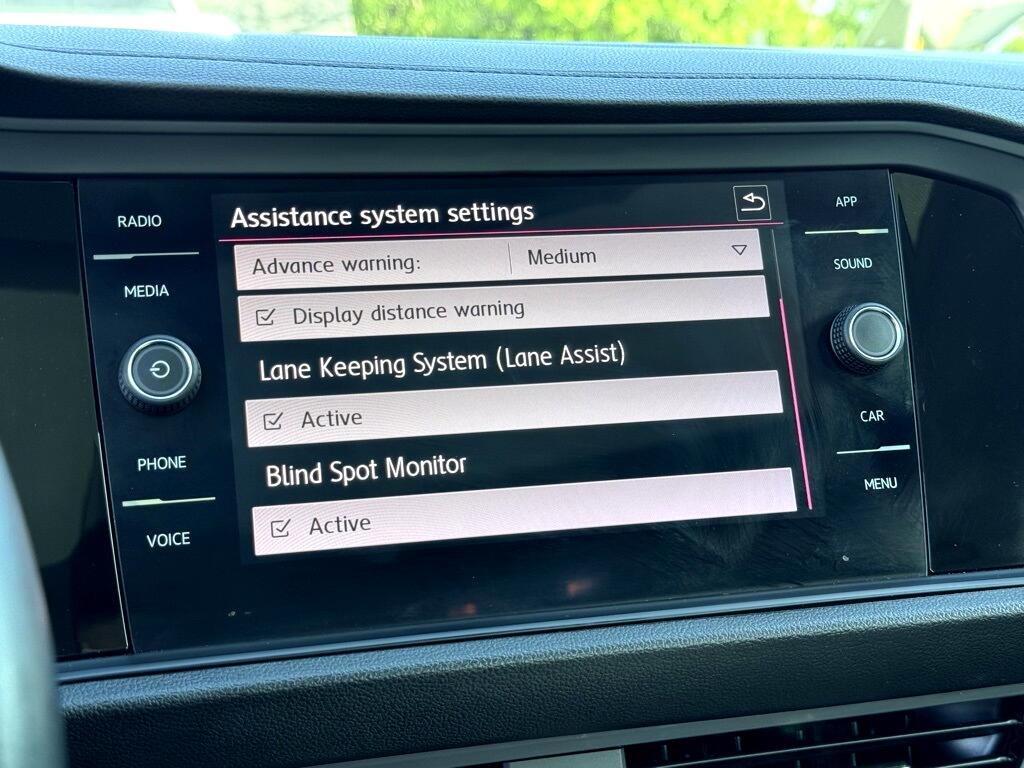 RADIO
MEDIA
PHONE
VOICE
Assistance system settings
Advance warning: Medium
Display distance warning
Lane Keeping System (Lane Assist)
Active
Blind Spot Monitor
Active
APP
SOUND
CAR
MENU